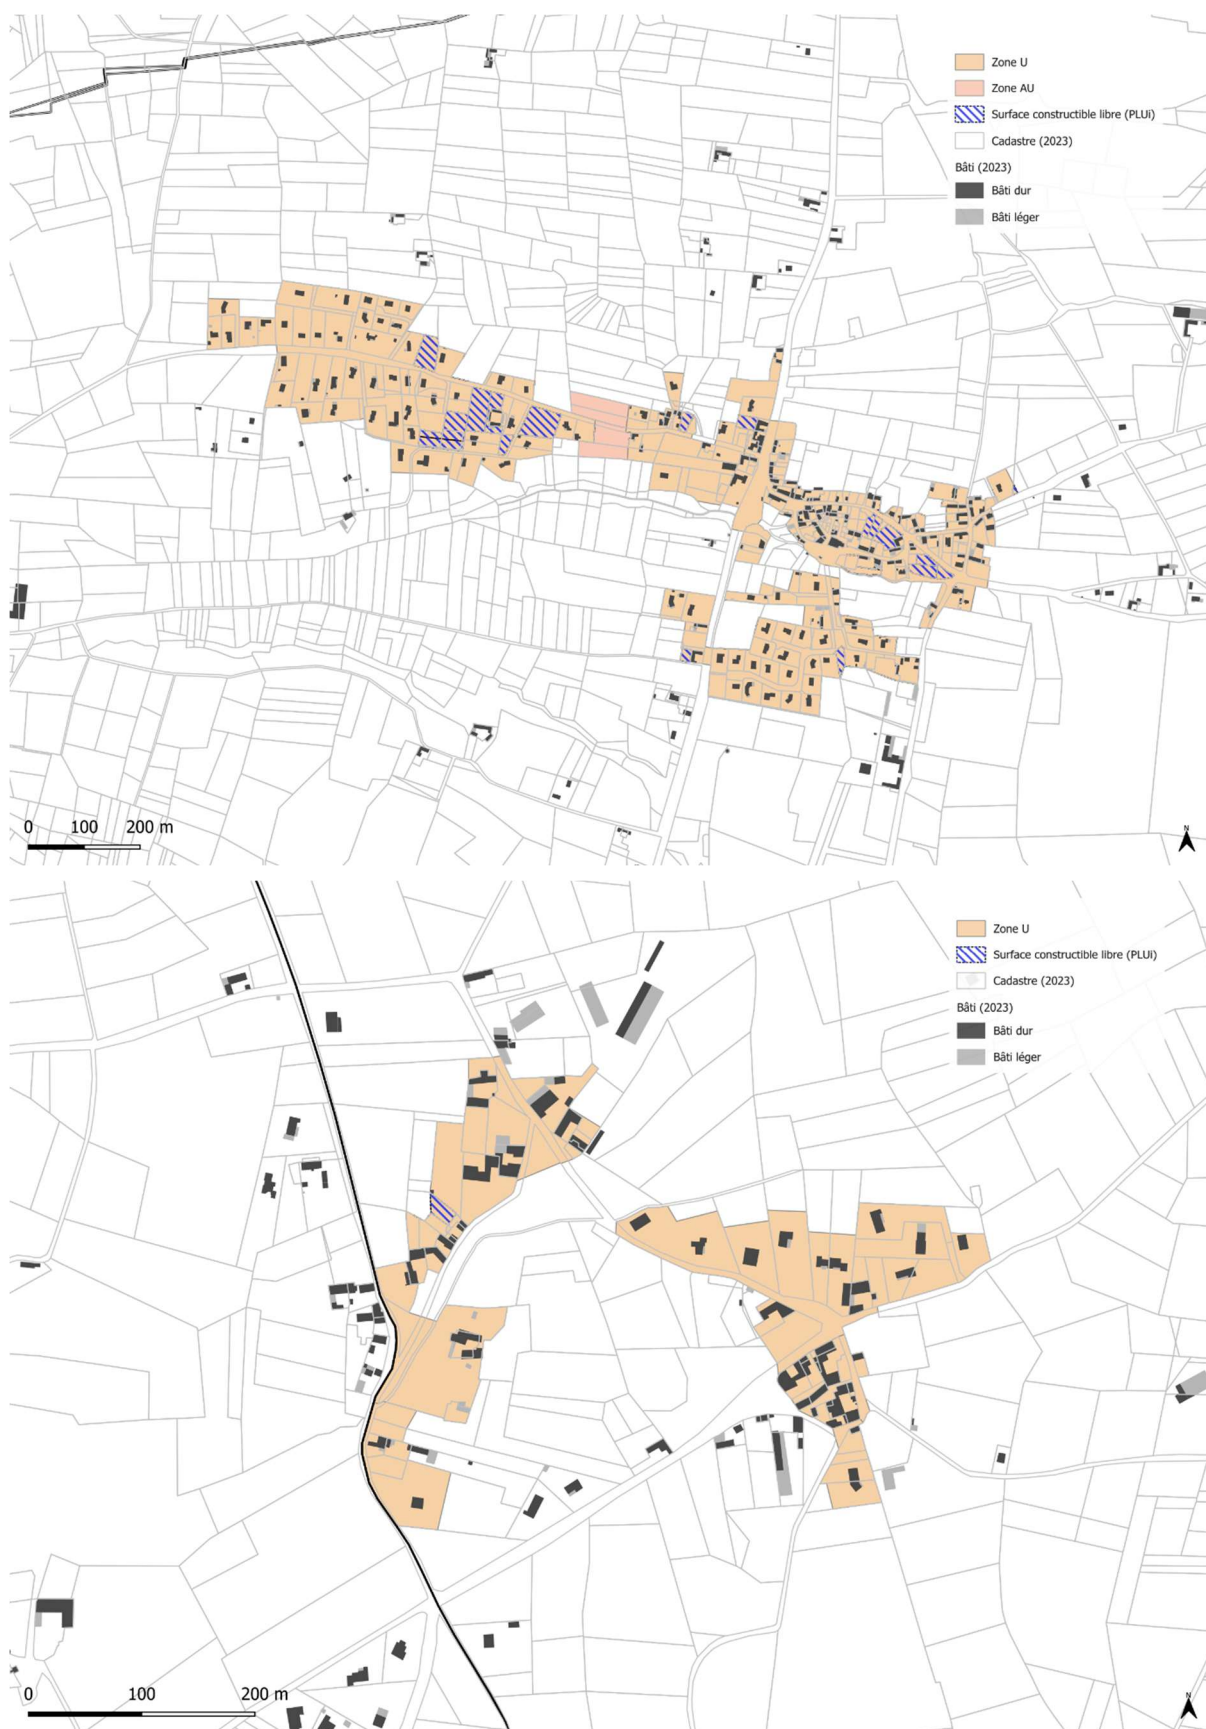 Zone U
Zone AU
Surface constructible libre (PLUi)
Cadastre (2023)
Bâti (2023)
Bâti dur
Bâti léger
0 100 200 m
N
Zone U
Surface constructible libre (PLUi)
Cadastre (2023)
Bâti (2023)
Bâti dur
Bâti léger
0 100 200 m
N